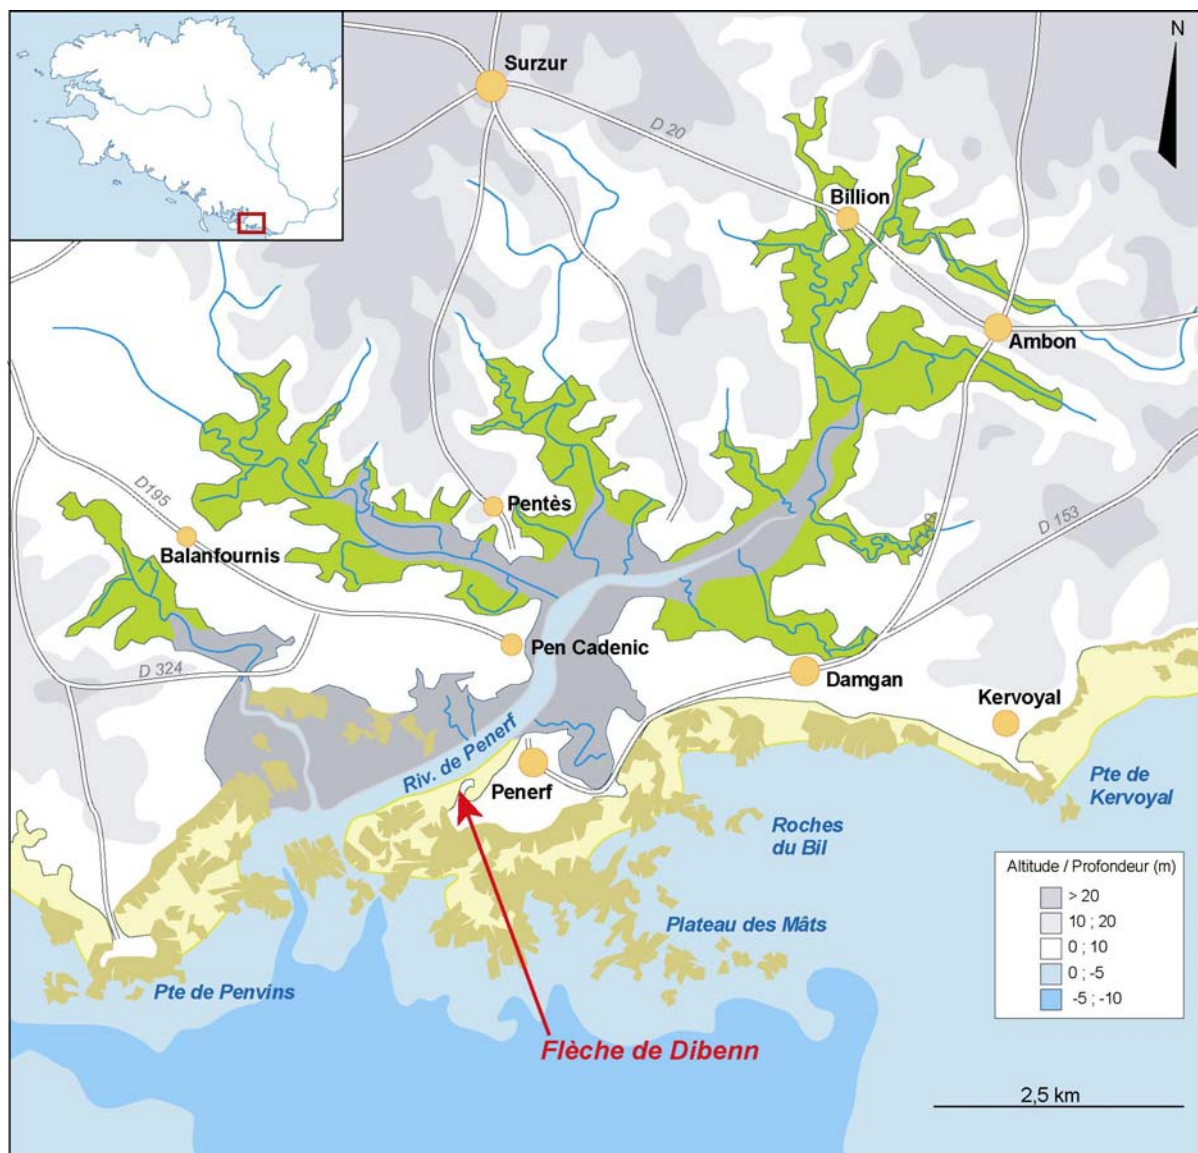 N
Surzur
D 20
Billion
Ambon
D195
Pentès
Balanfournis
D 153
Pen Cadenic
D 324
Damgan
Kervoyal
Riv. de Penerf
Penerf
Pte de
Kervoyal
Roches
du Bil
Plateau des Mâts
Pte de Penvins
Flèche de Dibenn
Altitude / Profondeur (m)
> 20
10 ; 20
0 ; 10
0 ; -5
-5 ; -10
2,5 km